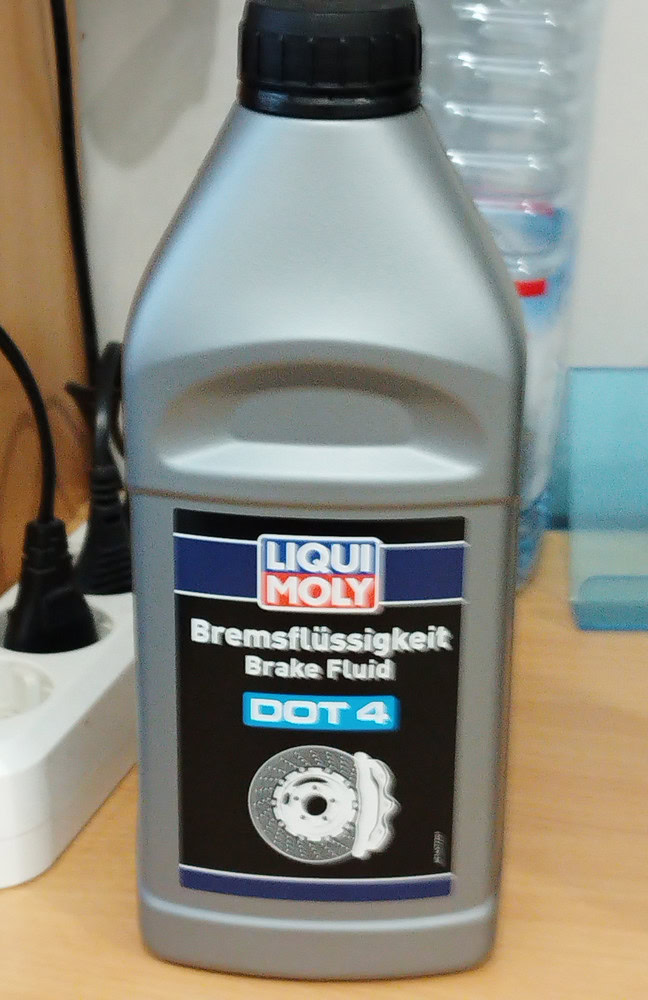 LIQUI
MOLY
Bremsflüssigkeit
Brake Fluid
DOT 4